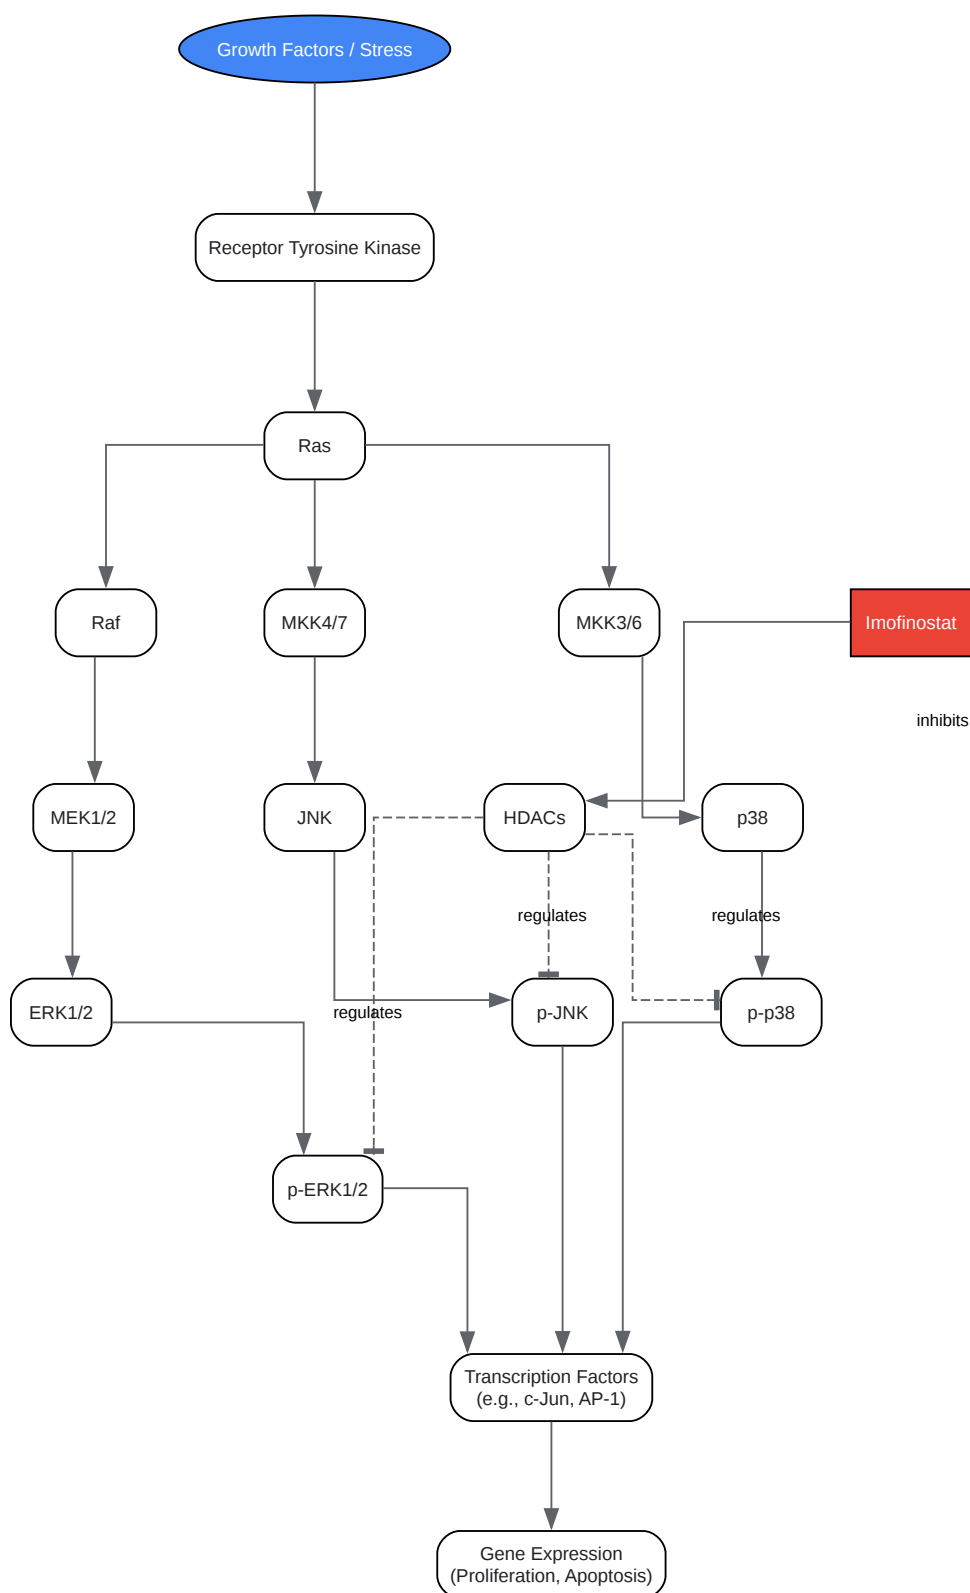 Growth Factors / Stress
Receptor Tyrosine Kinase
Ras
Raf
MKK4/7
MKK3/6
Imofinostat
inhibits
MEK1/2
JNK
HDACs
p38
regulates
regulates
ERK1/2
regulates
p-JNK
p-p38
p-ERK1/2
Transcription Factors
(e.g., c-Jun, AP-1)
Gene Expression
(Proliferation, Apoptosis)